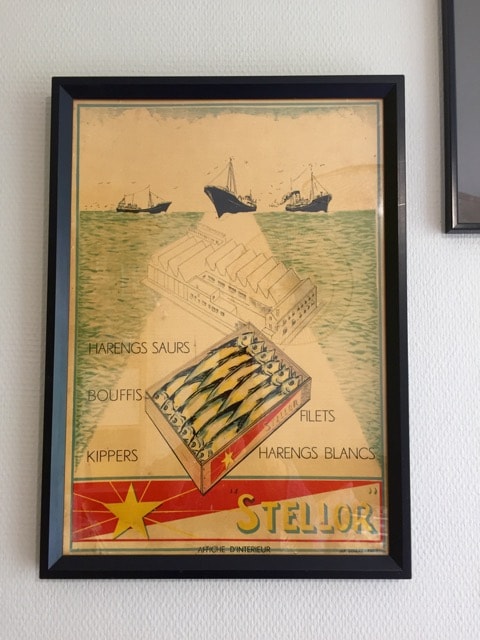 HARENGS SAURS
BOUFFIS
STELLOR
FILETS
KIPPERS
HARENGS BLANCS
"STELLOR"
AFFICHE D'INTERIEUR